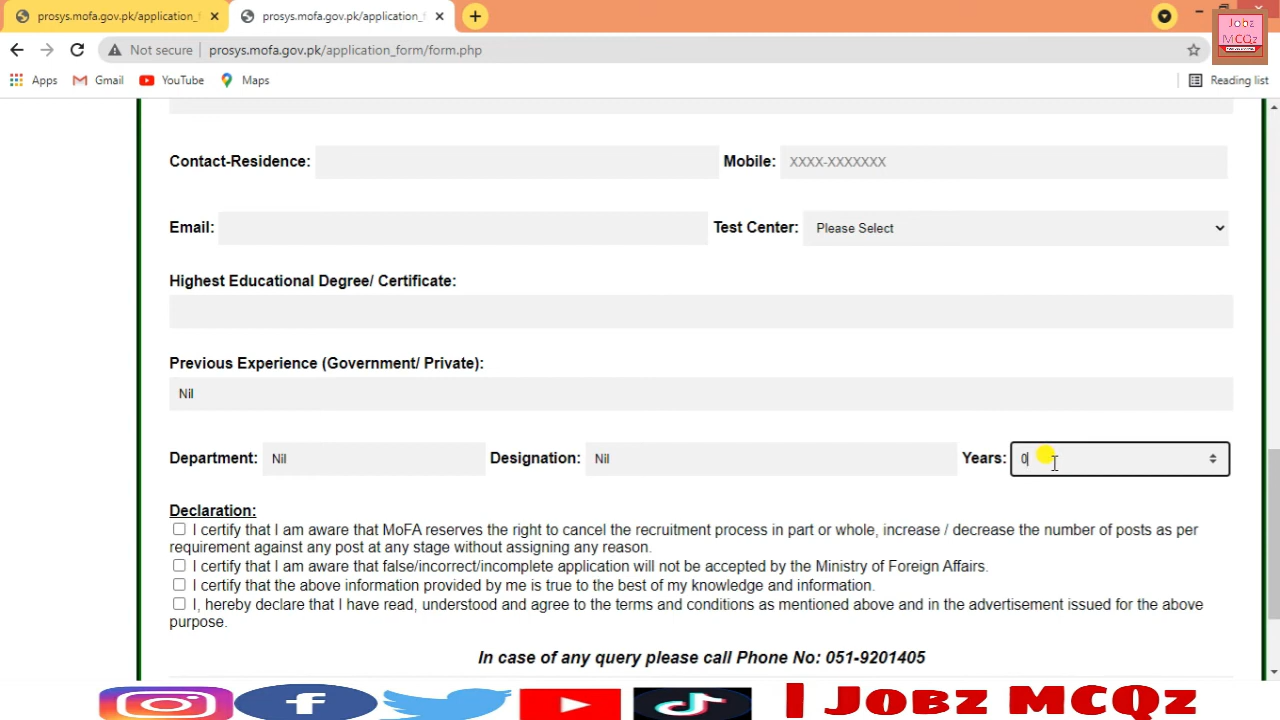 prosys.mofa.gov.pk/application_f
prosys.mofa.gov.pk/application_f
Jobz
MCQz
Not secure
prosys.mofa.gov.pk/application_form/form.php
Apps
Gmail
YouTube
Maps
Reading list
Contact-Residence:
Mobile: XXXX-XXXXXXX
Email:
Test Center: Please Select
Highest Educational Degree/ Certificate:
Previous Experience (Government/ Private):
Nil
Department: Nil
Designation: Nil
Years: 0
Declaration:
I certify that I am aware that MoFA reserves the right to cancel the recruitment process in part or whole, increase / decrease the number of posts as per
requirement against any post at any stage without assigning any reason.
I certify that I am aware that false/incorrect/incomplete application will not be accepted by the Ministry of Foreign Affairs.
I certify that the above information provided by me is true to the best of my knowledge and information.
I, hereby declare that I have read, understood and agree to the terms and conditions as mentioned above and in the advertisement issued for the above
purpose.
In case of any query please call Phone No: 051-9201405
| Jobz MCQz